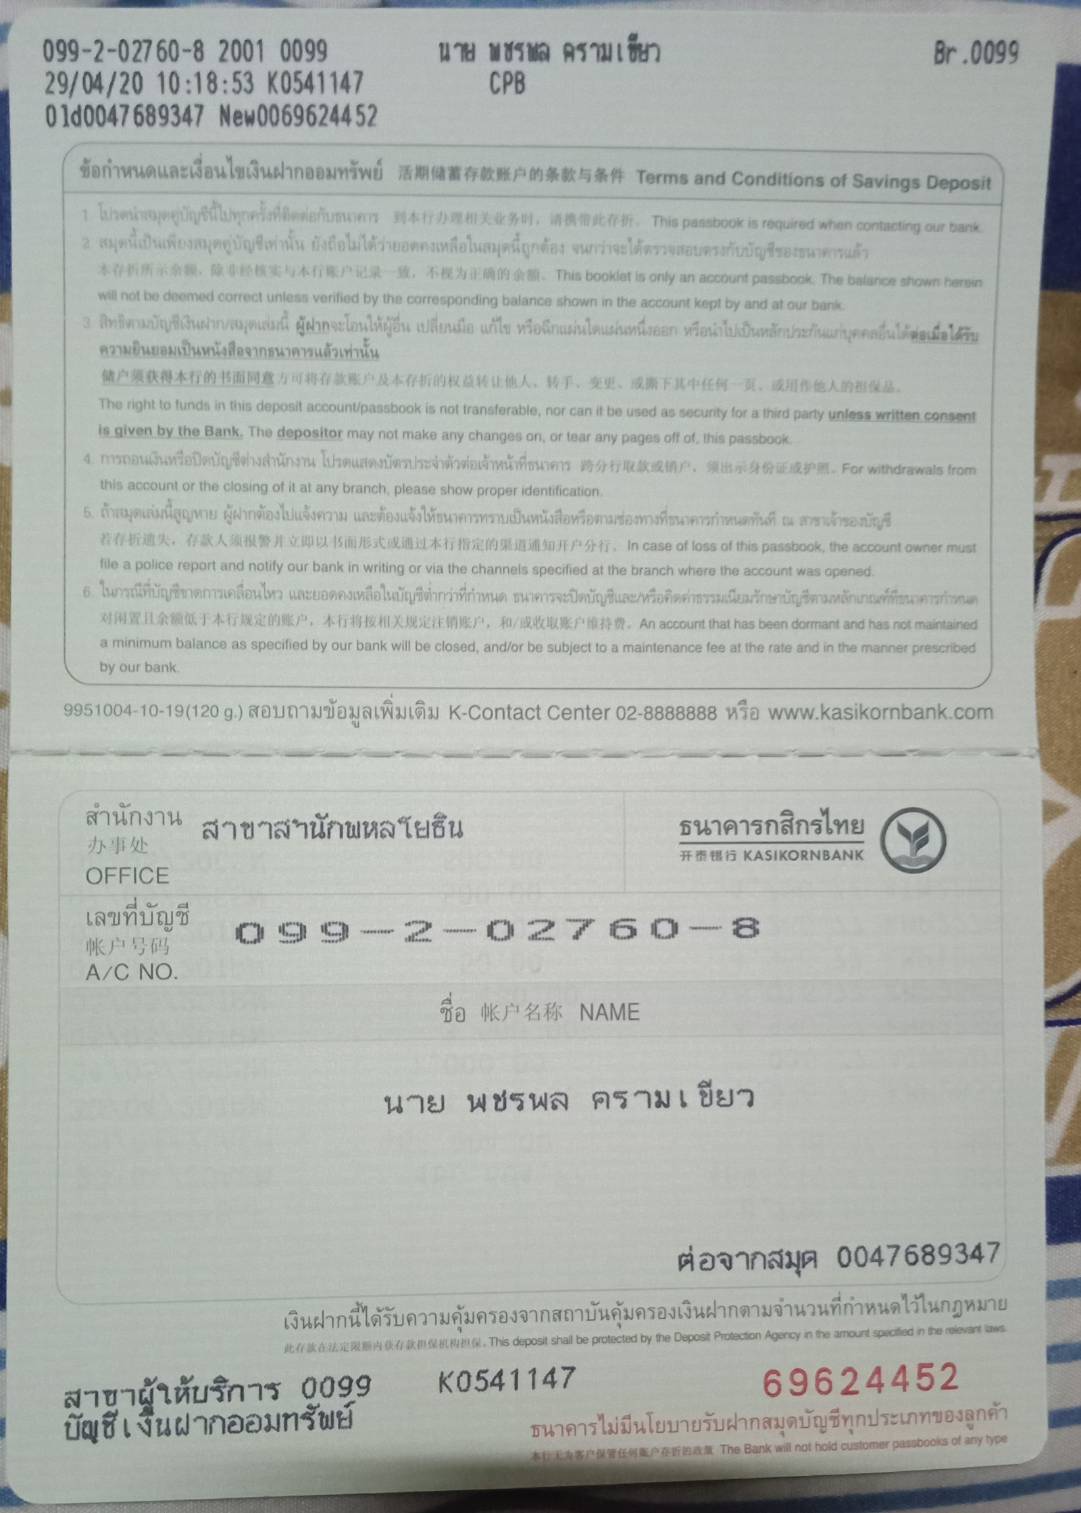 099-2-02760-8 2001 0099 นาย พชรพล ครามเขียว Br.0099
29/04/20 10:18:53 K0541147 CPB
Old0047689347 New0069624452
ข้อกำหนดและเงื่อนไขเงินฝากออมทรัพย์ 活期储蓄存款账户的条款与条件 Terms and Conditions of Savings Deposit
1. โปรดนำสมุดคู่บัญชีนี้ไปทุกครั้งที่ติดต่อกับธนาคาร 到本行办理相关业务时，请携带此存折。This passbook is required when contacting our bank.
2. สมุดนี้เป็นเพียงสมุดคู่บัญชีเท่านั้น ยังถือไม่ได้ว่ายอดคงเหลือในสมุดนี้ถูกต้อง จนกว่าจะได้ตรวจสอบตรงกับบัญชีของธนาคารแล้ว
本存折所示余额，除非经核实与本行账户记录一致，不视为正确的余额。This booklet is only an account passbook. The balance shown herein
will not be deemed correct unless verified by the corresponding balance shown in the account kept by and at our bank.
3. สิทธิตามบัญชีเงินฝาก/สมุดเล่มนี้ ผู้ฝากจะโอนให้ผู้อื่น เปลี่ยนมือ แก้ไข หรือฉีกแผ่นใดแผ่นหนึ่งออก หรือนำไปเป็นหลักประกันแก่บุคคลอื่นได้ต่อเมื่อได้รับ
ความยินยอมเป็นหนังสือจากธนาคารแล้วเท่านั้น
储户须获得本行的书面同意方可将存款账户及本存折的权益转让他人、转手、变更、或撕下其中任何一页、或用作他人的担保品。
The right to funds in this deposit account/passbook is not transferable, nor can it be used as security for a third party unless written consent
is given by the Bank. The depositor may not make any changes on, or tear any pages off of, this passbook.
4. การถอนเงินหรือปิดบัญชีต่างสำนักงาน โปรดแสดงบัตรประจำตัวต่อเจ้าหน้าที่ธนาคาร 跨分行取款或销户，须出示身份证或护照。For withdrawals from
this account or the closing of it at any branch, please show proper identification.
5. ถ้าสมุดเล่มนี้สูญหาย ผู้ฝากต้องไปแจ้งความ และต้องแจ้งให้ธนาคารทราบเป็นหนังสือหรือตามช่องทางที่ธนาคารกำหนดทันที ณ สาขาเจ้าของบัญชี
若存折遗失，存款人须报警并立即以书面形式或通过本行指定的渠道通知开户分行。In case of loss of this passbook, the account owner must
file a police report and notify our bank in writing or via the channels specified at the branch where the account was opened.
6. ในกรณีที่บัญชีขาดการเคลื่อนไหว และยอดคงเหลือในบัญชีต่ำกว่าที่กำหนด ธนาคารจะปิดบัญชีและ/หรือคิดค่าธรรมเนียมรักษาบัญชีตามหลักเกณฑ์ที่ธนาคารกำหนด
对闲置且余额低于本行规定的账户，本行将按相关规定注销账户，和/或收取账户维持费。An account that has been dormant and has not maintained
a minimum balance as specified by our bank will be closed, and/or be subject to a maintenance fee at the rate and in the manner prescribed
by our bank.
9951004-10-19(120 g.) สอบถามข้อมูลเพิ่มเติม K-Contact Center 02-8888888 หรือ www.kasikornbank.com
สำนักงาน สาขาสำนักพหลโยธิน
办事处
OFFICE
ธนาคารกสิกรไทย
开泰银行 KASIKORNBANK
เลขที่บัญชี 099-2-02760-8
帐户号码
A/C NO.
ชื่อ 帐户名称 NAME
นาย พชรพล ครามเขียว
ต่อจากสมุด 0047689347
เงินฝากนี้ได้รับความคุ้มครองจากสถาบันคุ้มครองเงินฝากตามจำนวนที่กำหนดไว้ในกฎหมาย
此存款在法定限额内获存款担保机构担保。This deposit shall be protected by the Deposit Protection Agency in the amount specified in the relevant laws.
สาขาผู้ให้บริการ 0099 K0541147 69624452
บัญชีเงินฝากออมทรัพย์
ธนาคารไม่มีนโยบายรับฝากสมุดบัญชีทุกประเภทของลูกค้า
本行无为客户保管任何账户存折的政策 The Bank will not hold customer passbooks of any type